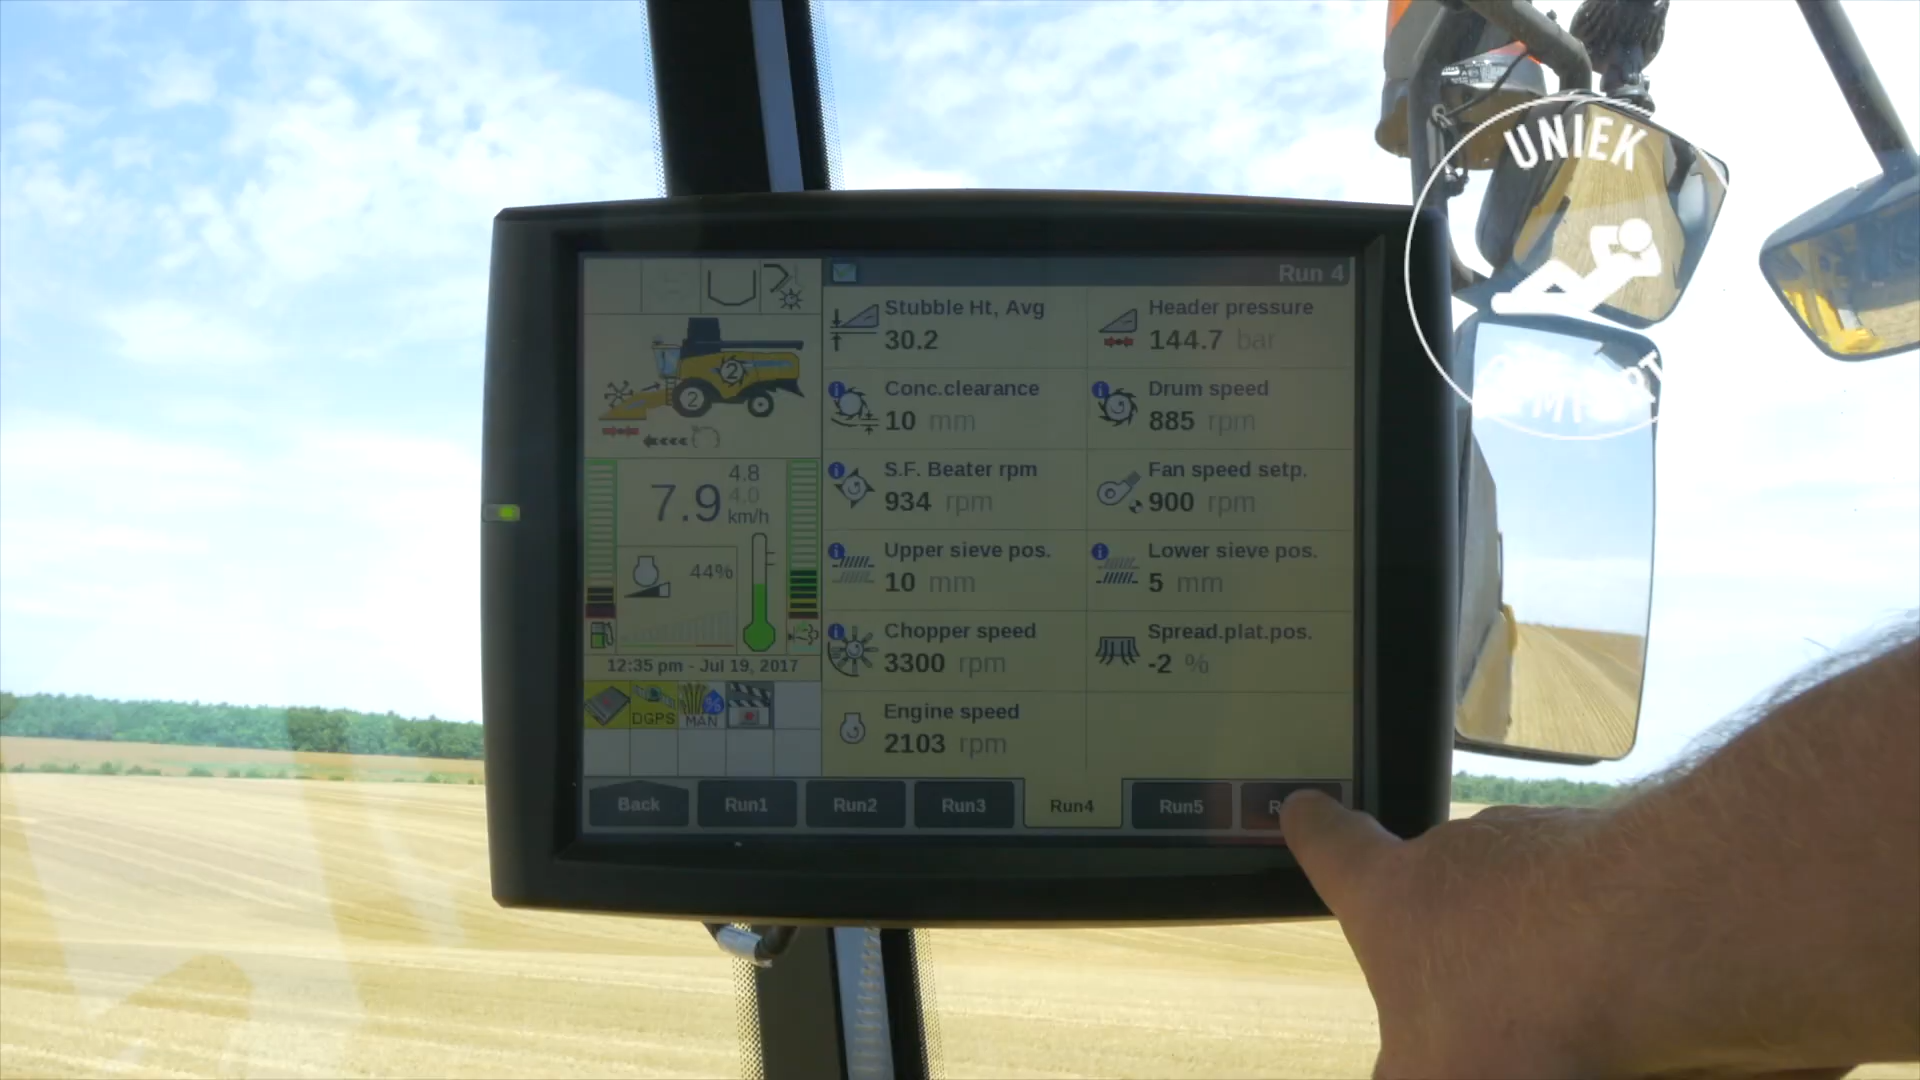 UNIEK
Run 4
Stubble Ht, Avg
30.2
Header pressure
144.7 bar
Conc.clearance
10 mm
Drum speed
885 rpm
S.F. Beater rpm
934 rpm
Fan speed setp.
900 rpm
Upper sieve pos.
10 mm
Lower sieve pos.
5 mm
Chopper speed
3300 rpm
Spread.plat.pos.
-2 %
Engine speed
2103 rpm
2
2
4.8
7.9
4.0
km/h
44%
12:35 pm - Jul 19, 2017
DGPS
MAN
%
Back
Run1
Run2
Run3
Run4
Run5